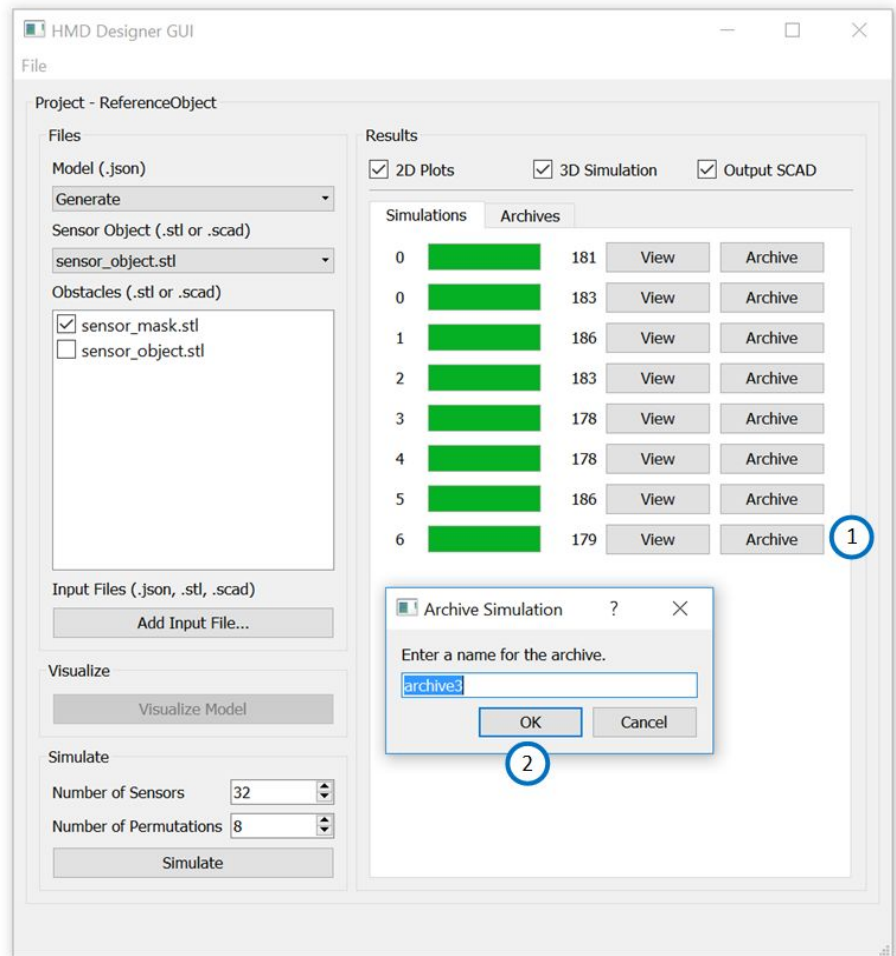 HMD Designer GUI
File
Project - ReferenceObject
Files
Model (.json)
Generate
Sensor Object (.stl or .scad)
sensor_object.stl
Obstacles (.stl or .scad)
sensor_mask.stl
sensor_object.stl
Input Files (.json, .stl, .scad)
Add Input File...
Visualize
Visualize Model
Simulate
Number of Sensors 32
Number of Permutations 8
Simulate
Results
2D Plots 3D Simulation Output SCAD
Simulations Archives
0 181 View Archive
0 183 View Archive
1 186 View Archive
2 183 View Archive
3 178 View Archive
4 178 View Archive
5 186 View Archive
6 179 View Archive 1
Archive Simulation ?
Enter a name for the archive.
archive3
OK Cancel
2